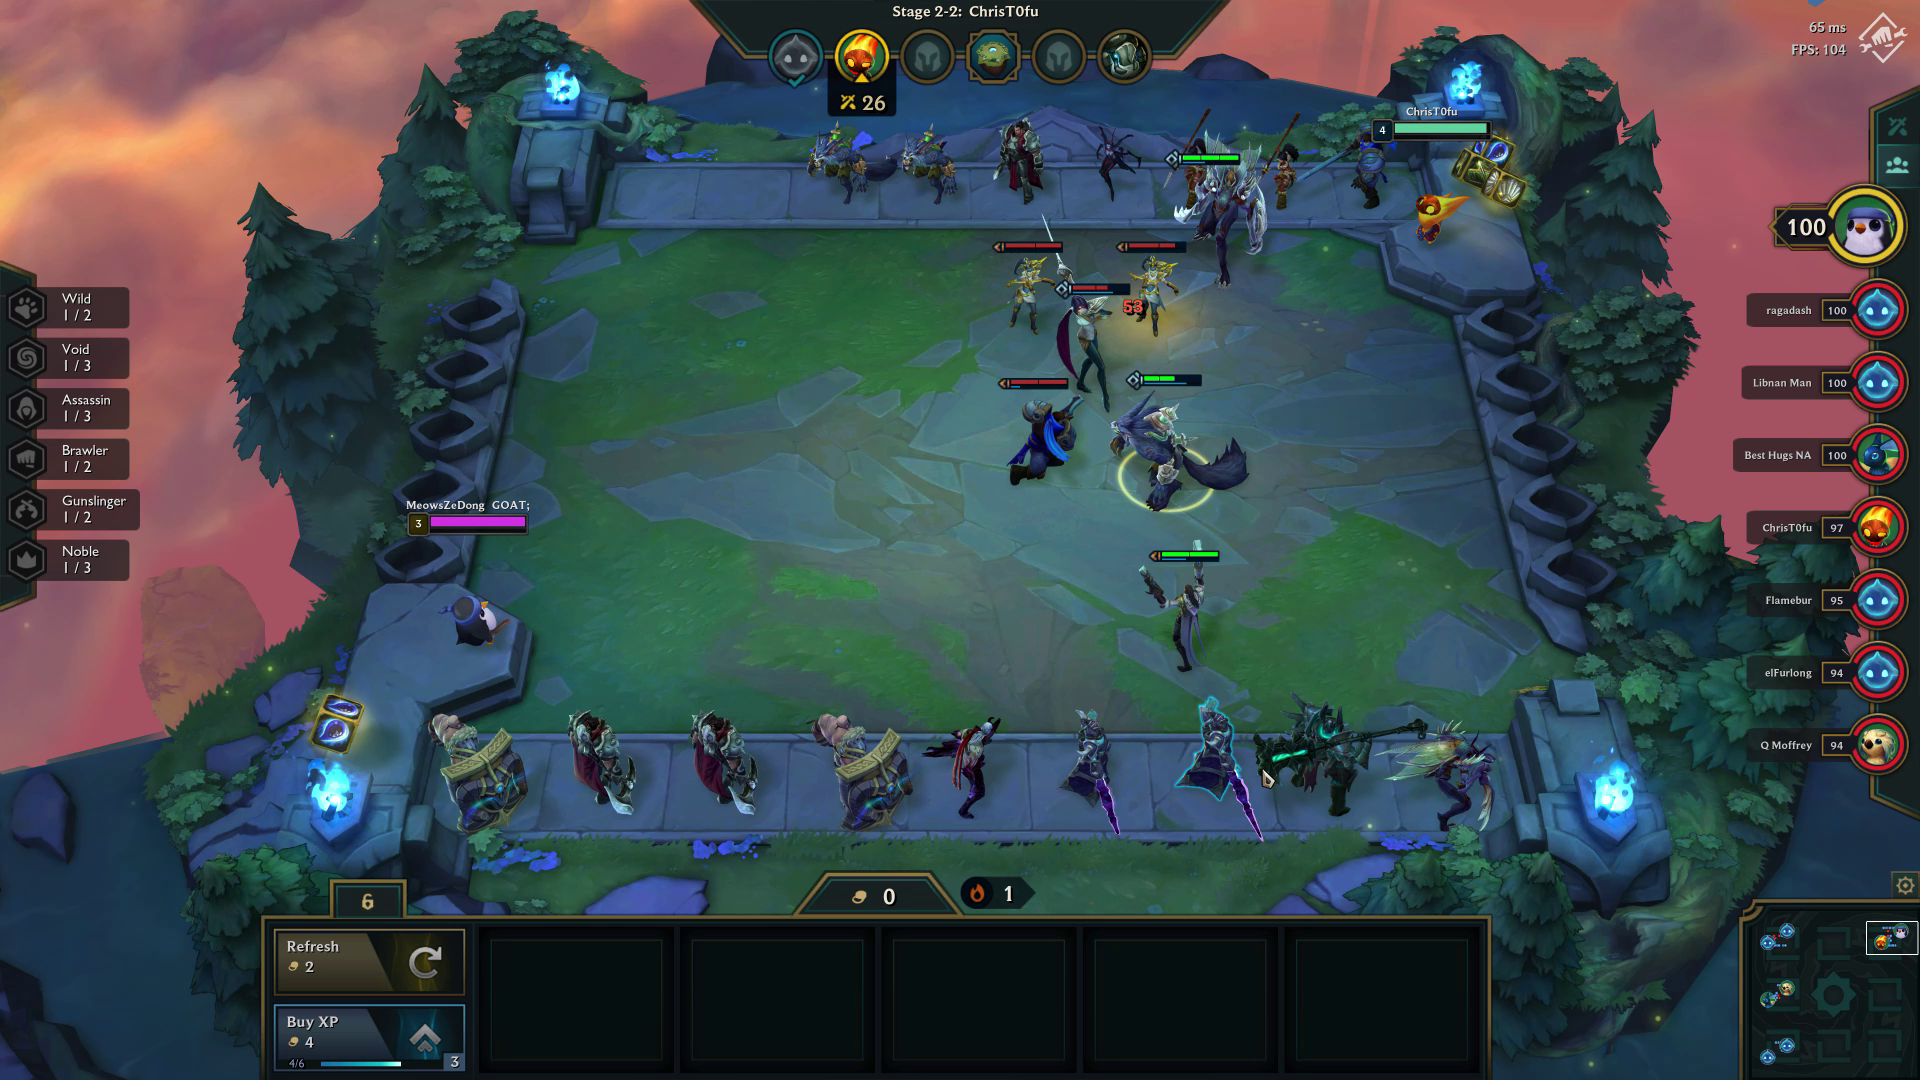 Stage 2-2: ChrisT0fu
65 ms
FPS: 104
26
ChrisT0fu
4
100
53
Wild
1 / 2
Void
1 / 3
Assassin
1 / 3
Brawler
1 / 2
Gunslinger
1 / 2
Noble
1 / 3
ragadash 100
Libnan Man 100
Best Hugs NA 100
ChrisT0fu 97
Flamebur 95
elFurlong 94
Q Moffrey 94
MeowsZeDong GOAT;
3
6
0
1
Refresh
2
Buy XP
4
4/6
3